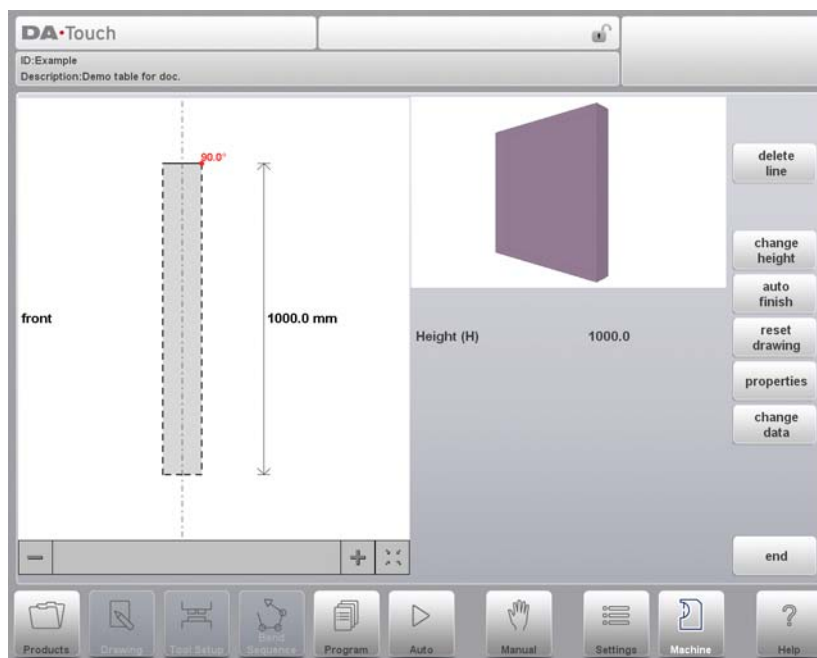 DA•Touch
ID:Example
Description:Demo table for doc.
90.0°
front
1000.0 mm
Height (H) 1000.0
delete
line
change
height
auto
finish
reset
drawing
properties
change
data
end
Products
Drawing
Tool Setup
Bend
Sequence
Program
Auto
Manual
Settings
Machine
?
Help